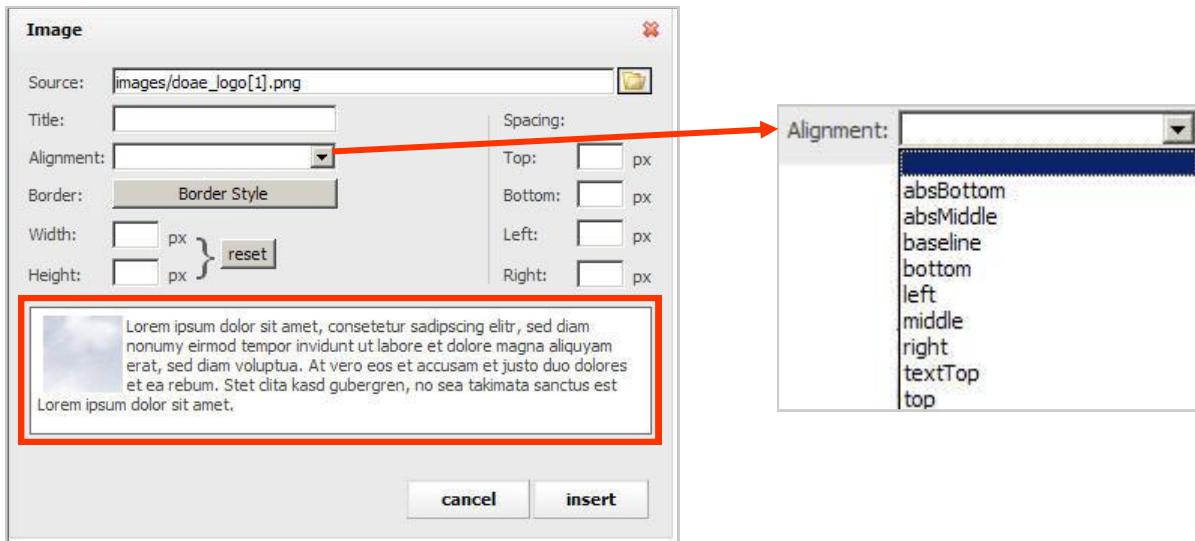 Image
Source: images/doae_logo[1].png
Title:
Spacing:
Alignment:
Top: px
Border: Border Style
Bottom: px
Width: px
reset
Left: px
Height: px
Right: px
Lorem ipsum dolor sit amet, consetetur sadipscing elitr, sed diam
nonumy eirmod tempor invidunt ut labore et dolore magna aliquyam
erat, sed diam voluptua. At vero eos et accusam et justo duo dolores
et ea rebum. Stet clita kasd gubergren, no sea takimata sanctus est
Lorem ipsum dolor sit amet.
cancel insert
Alignment:
absBottom
absMiddle
baseline
bottom
left
middle
right
textTop
top